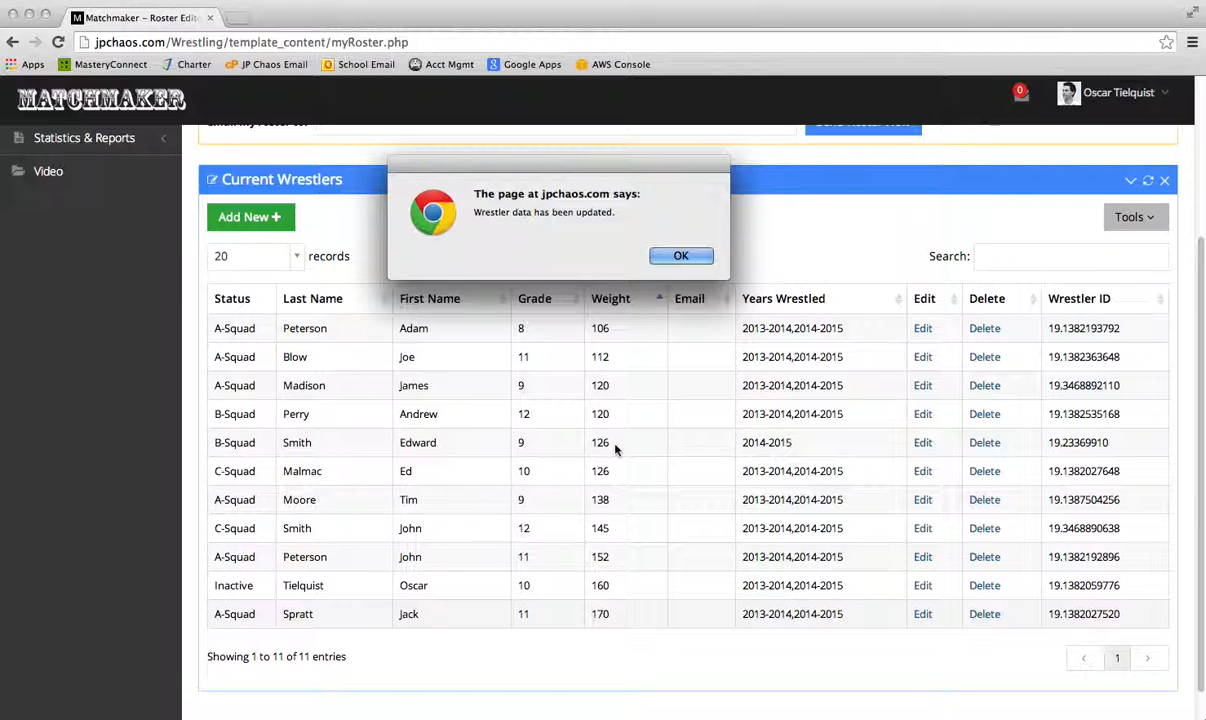 Matchmaker – Roster Edit
jpchaos.com/Wrestling/template_content/myRoster.php
Apps MasteryConnect Charter JP Chaos Email School Email Acct Mgmt Google Apps AWS Console
MATCHMAKER 0 Oscar Tielquist
Statistics & Reports
Video
Current Wrestlers
The page at jpchaos.com says:
Wrestler data has been updated.
OK
Add New Tools
20 records Search:
Status Last Name First Name Grade Weight Email Years Wrestled Edit Delete Wrestler ID
A-Squad Peterson Adam 8 106 2013-2014,2014-2015 Edit Delete 19.1382193792
A-Squad Blow Joe 11 112 2013-2014,2014-2015 Edit Delete 19.1382363648
A-Squad Madison James 9 120 2013-2014,2014-2015 Edit Delete 19.3468892110
B-Squad Perry Andrew 12 120 2013-2014,2014-2015 Edit Delete 19.1382535168
B-Squad Smith Edward 9 126 2014-2015 Edit Delete 19.23369910
C-Squad Malmac Ed 10 126 2013-2014,2014-2015 Edit Delete 19.1382027648
A-Squad Moore Tim 9 138 2013-2014,2014-2015 Edit Delete 19.1387504256
C-Squad Smith John 12 145 2013-2014,2014-2015 Edit Delete 19.3468890638
A-Squad Peterson John 11 152 2013-2014,2014-2015 Edit Delete 19.1382192896
Inactive Tielquist Oscar 10 160 2013-2014,2014-2015 Edit Delete 19.1382059776
A-Squad Spratt Jack 11 170 2013-2014,2014-2015 Edit Delete 19.1382027520
Showing 1 to 11 of 11 entries 1